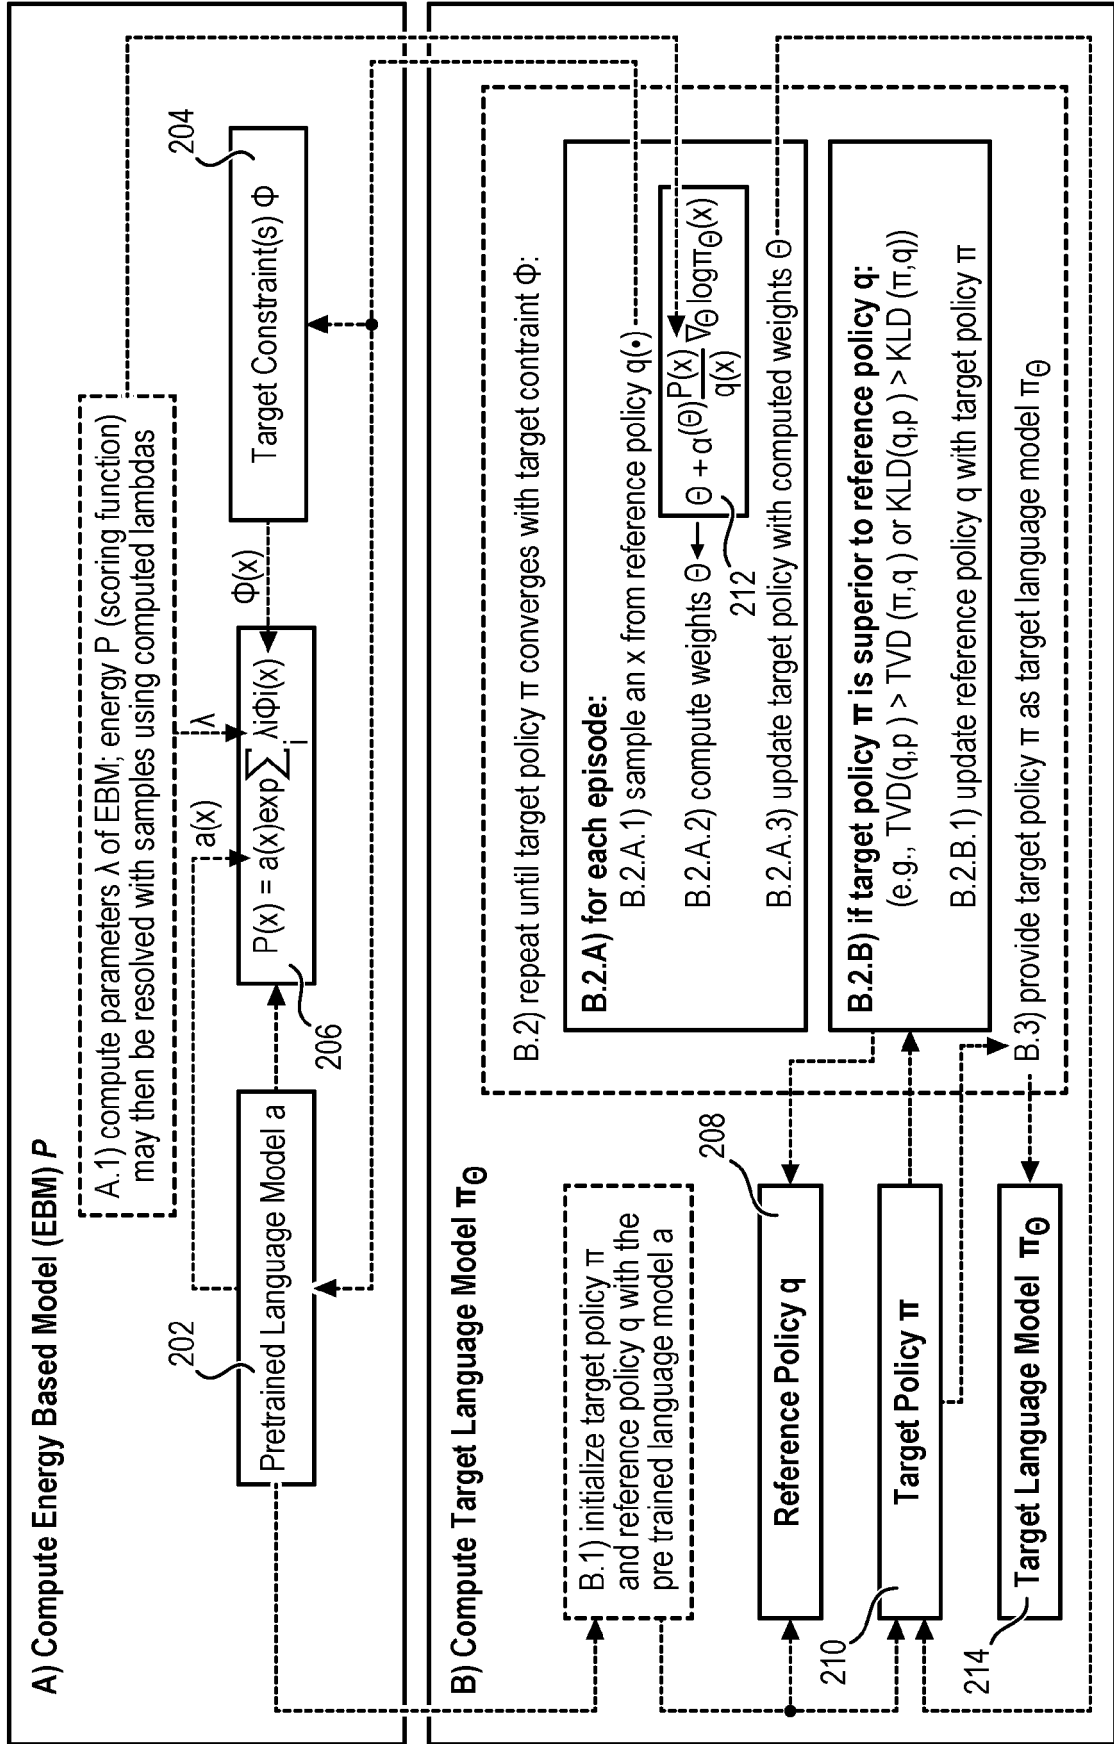 A) Compute Energy Based Model (EBM) P
A.1) compute parameters λ of EBM; energy P (scoring function)
may then be resolved with samples using computed lambdas
202
Pretrained Language Model a
a(x)
λ
P(x) = a(x)exp ∑ λiΦi(x)
i
206
Φ(x)
204
Target Constraint(s) Φ
B) Compute Target Language Model πΘ
B.1) initialize target policy π
and reference policy q with the
pre trained language model a
208
Reference Policy q
210
Target Policy π
214
Target Language Model πΘ
B.2) repeat until target policy π converges with target contraint Φ:
B.2.A) for each episode:
B.2.A.1) sample an x from reference policy q(•)
B.2.A.2) compute weights Θ ← Θ + α(Θ) P(x)/q(x) ∇Θ logπΘ(x)
212
B.2.A.3) update target policy with computed weights Θ
B.2.B) if target policy π is superior to reference policy q:
(e.g., TVD(q,p ) > TVD (π,q ) or KLD(q,p ) > KLD (π,q))
B.2.B.1) update reference policy q with target policy π
B.3) provide target policy π as target language model πΘ